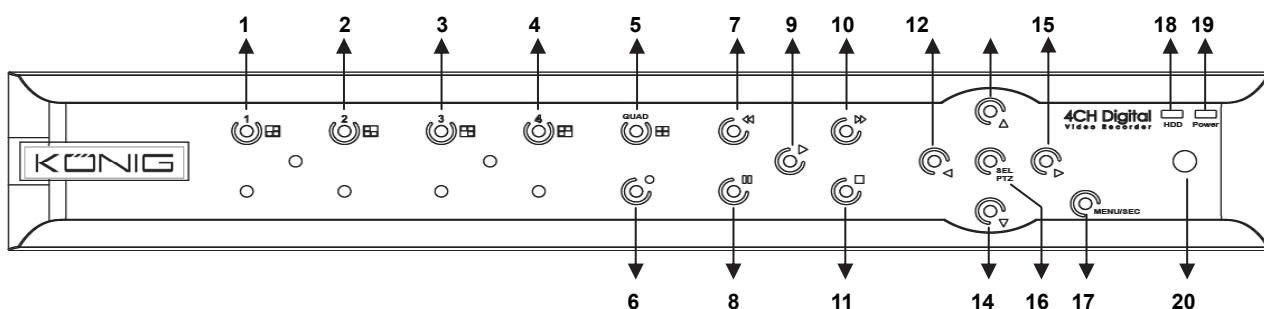 1 2 3 4 5 7 9 10 12 15 18 19
1 2 3 4 QUAD
4CH Digital
Video Recorder
HDD Power
KÖNIG
SEL
PTZ
MENU/SEC
6 8 11 14 16 17 20